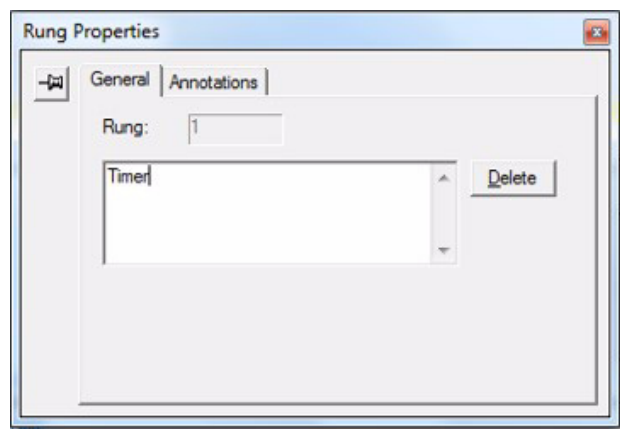 Rung Properties
General Annotations
Rung: 1
Timer
Delete